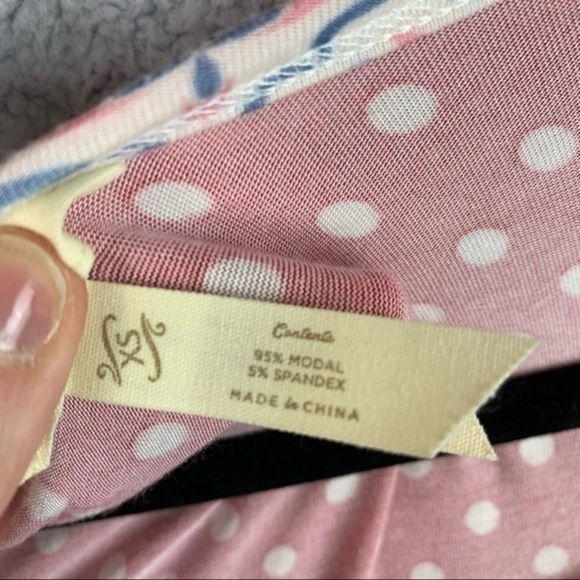 XS
Contents
95% MODAL
5% SPANDEX
MADE in CHINA